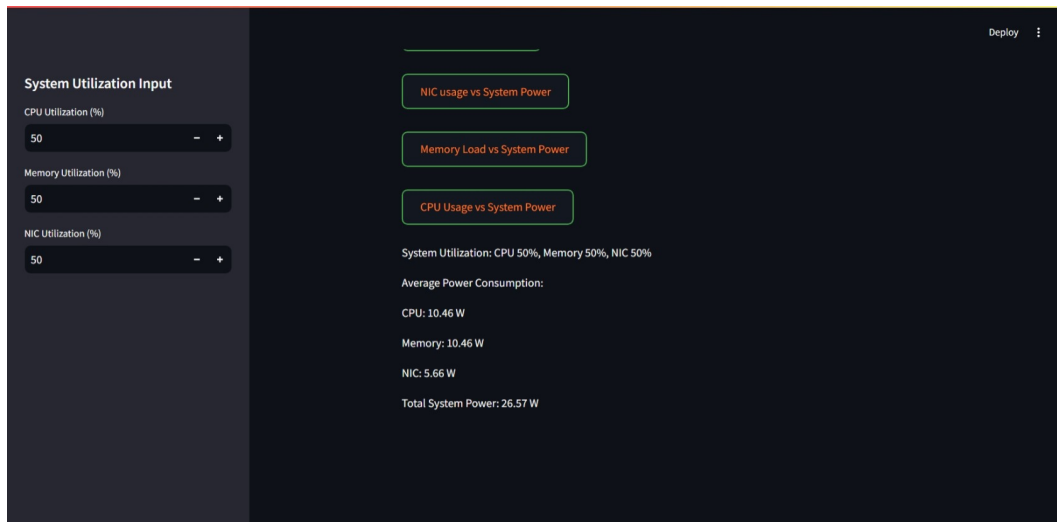 Deploy
System Utilization Input
CPU Utilization (%)
50
Memory Utilization (%)
50
NIC Utilization (%)
50
NIC usage vs System Power
Memory Load vs System Power
CPU Usage vs System Power
System Utilization: CPU 50%, Memory 50%, NIC 50%
Average Power Consumption:
CPU: 10.46 W
Memory: 10.46 W
NIC: 5.66 W
Total System Power: 26.57 W